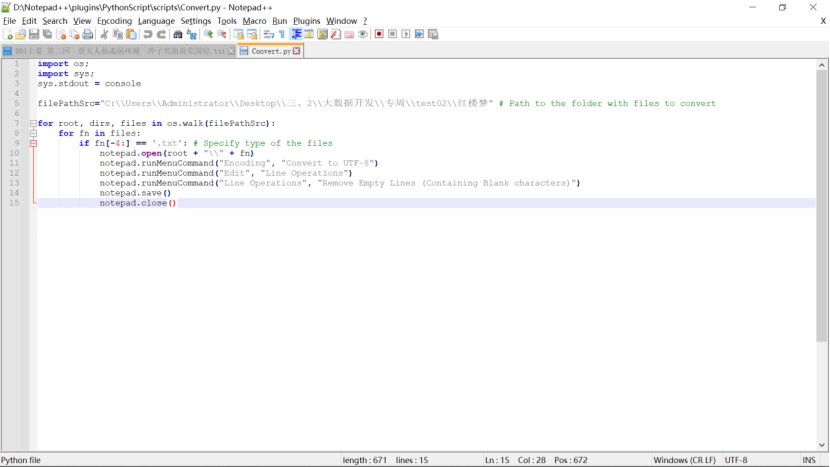 D:\Notepad++\plugins\PythonScript\scripts\Convert.py - Notepad++
File Edit Search View Encoding Language Settings Tools Macro Run Plugins Window ?
X
001上卷 第二回 贾夫人仙逝扬州城 冷子兴演说荣国府.txt Convert.py
1 import os;
2 import sys;
3 sys.stdout = console
4
5 filePathSrc="C:\\Users\\Administrator\\Desktop\\三、2\\大数据开发\\专周\\test02\\红楼梦" # Path to the folder with files to convert
6
7 for root, dirs, files in os.walk(filePathSrc):
8 for fn in files:
9 if fn[-4:] == '.txt': # Specify type of the files
10 notepad.open(root + "\\" + fn)
11 notepad.runMenuCommand("Encoding", "Convert to UTF-8")
12 notepad.runMenuCommand("Edit", "Line Operations")
13 notepad.runMenuCommand("Line Operations", "Remove Empty Lines (Containing Blank characters)")
14 notepad.save()
15 notepad.close()
Python file length : 671 lines : 15 Ln : 15 Col : 28 Pos : 672 Windows (CR LF) UTF-8 INS